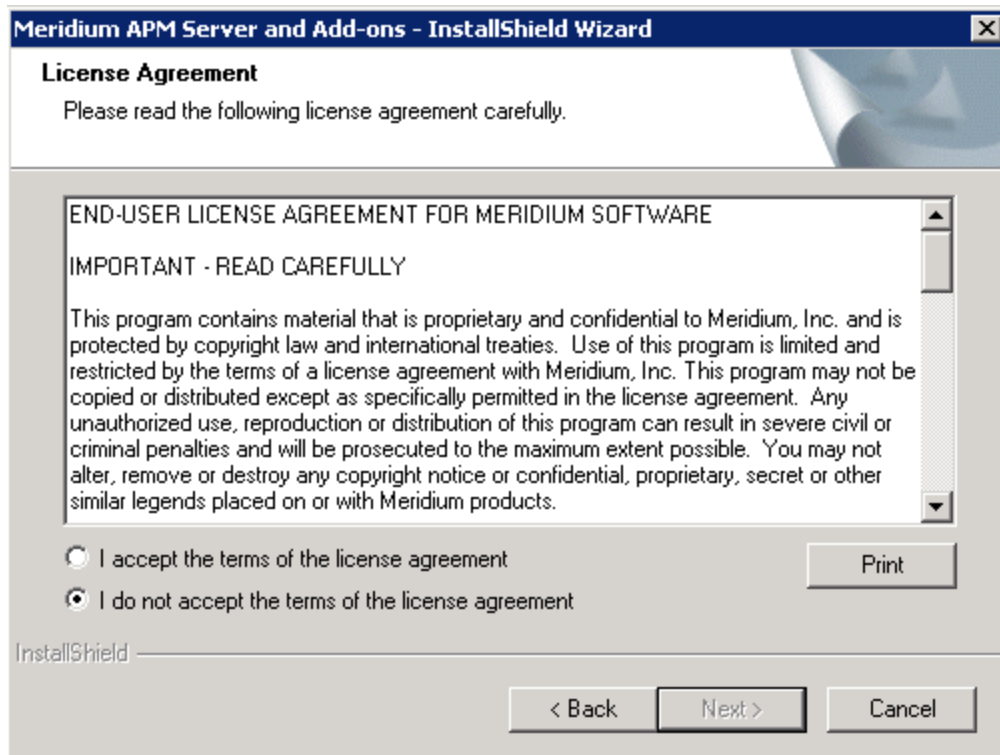 Meridium APM Server and Add-ons - InstallShield Wizard
License Agreement
Please read the following license agreement carefully.
END-USER LICENSE AGREEMENT FOR MERIDIUM SOFTWARE
IMPORTANT - READ CAREFULLY
This program contains material that is proprietary and confidential to Meridium, Inc. and is
protected by copyright law and international treaties.  Use of this program is limited and
restricted by the terms of a license agreement with Meridium, Inc. This program may not be
copied or distributed except as specifically permitted in the license agreement.  Any
unauthorized use, reproduction or distribution of this program can result in severe civil or
criminal penalties and will be prosecuted to the maximum extent possible.  You may not
alter, remove or destroy any copyright notice or confidential, proprietary, secret or other
similar legends placed on or with Meridium products.
I accept the terms of the license agreement
Print
I do not accept the terms of the license agreement
InstallShield
< Back
Next >
Cancel